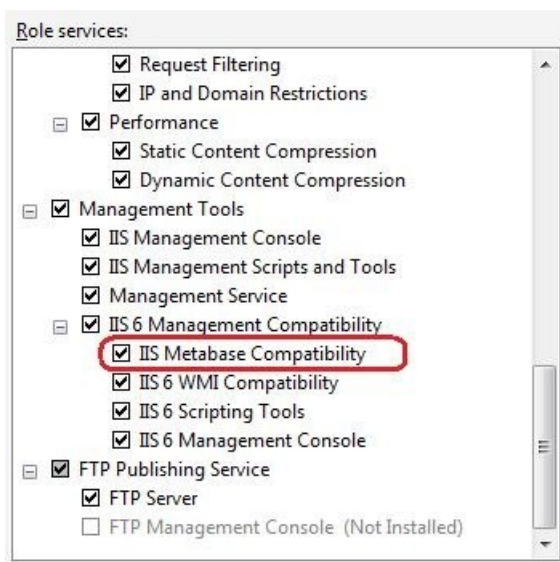 Role services:
Request Filtering
IP and Domain Restrictions
Performance
Static Content Compression
Dynamic Content Compression
Management Tools
IIS Management Console
IIS Management Scripts and Tools
Management Service
IIS 6 Management Compatibility
IIS Metabase Compatibility
IIS 6 WMI Compatibility
IIS 6 Scripting Tools
IIS 6 Management Console
FTP Publishing Service
FTP Server
FTP Management Console (Not Installed)